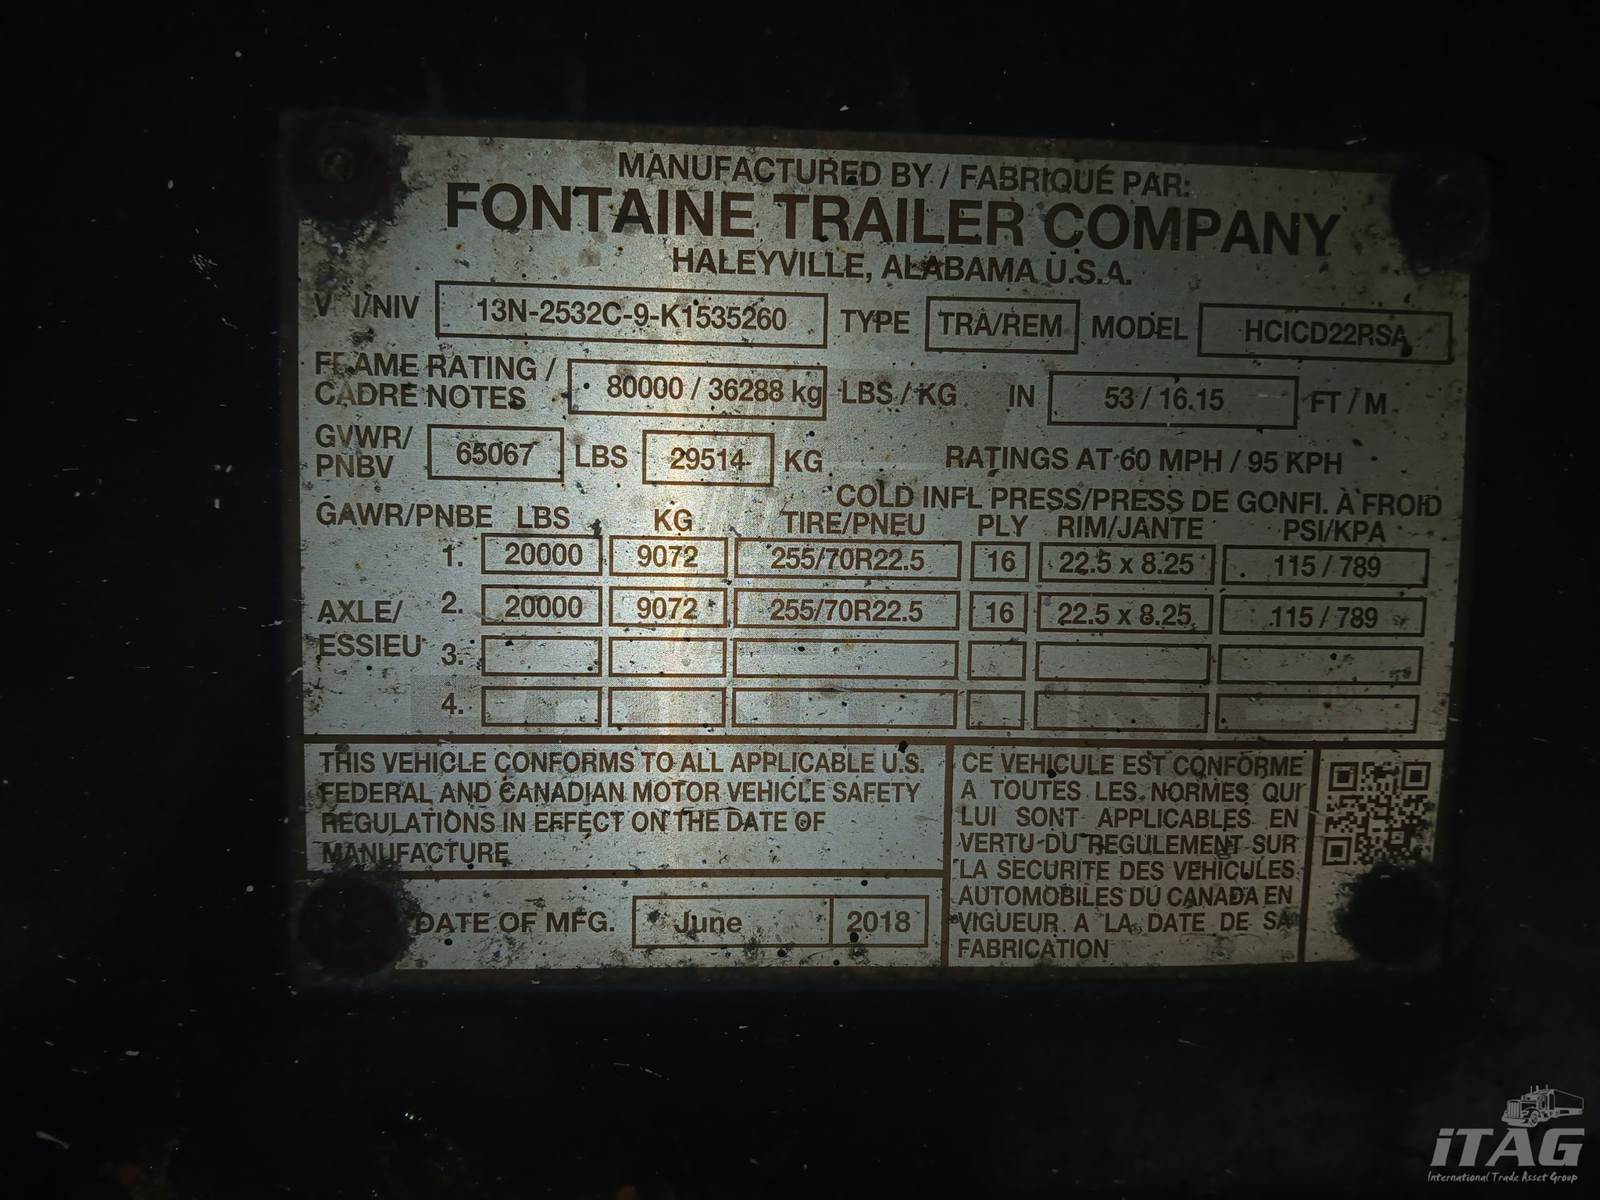 MANUFACTURED BY / FABRIQUÉ PAR:
FONTAINE TRAILER COMPANY
HALEYVILLE, ALABAMA U.S.A.
V N/NIV 13N-2532C-9-K1535260 TYPE TRA/REM MODEL HCICD22RSA
FRAME RATING / CADRE NOTES 80000 / 36288 kg LBS / KG IN 53 / 16.15 FT / M
GVWR/ PNBV 65067 LBS 29514 KG RATINGS AT 60 MPH / 95 KPH
COLD INFL PRESS/PRESS DE GONFI. À FROID
GAWR/PNBE LBS KG TIRE/PNEU PLY RIM/JANTE PSI/KPA
1. 20000 9072 255/70R22.5 16 22.5 x 8.25 115 / 789
AXLE/ ESSIEU 2. 20000 9072 255/70R22.5 16 22.5 x 8.25 115 / 789
3.
4.
THIS VEHICLE CONFORMS TO ALL APPLICABLE U.S.
FEDERAL AND CANADIAN MOTOR VEHICLE SAFETY
REGULATIONS IN EFFECT ON THE DATE OF
MANUFACTURE
DATE OF MFG. June 2018
CE VEHICULE EST CONFORME
A TOUTES LES NORMES QUI
LUI SONT APPLICABLES EN
VERTU DU REGULEMENT SUR
LA SECURITE DES VEHICULES
AUTOMOBILES DU CANADA EN
VIGUEUR A LA DATE DE SA
FABRICATION
iTAG
International Trade Asset Group